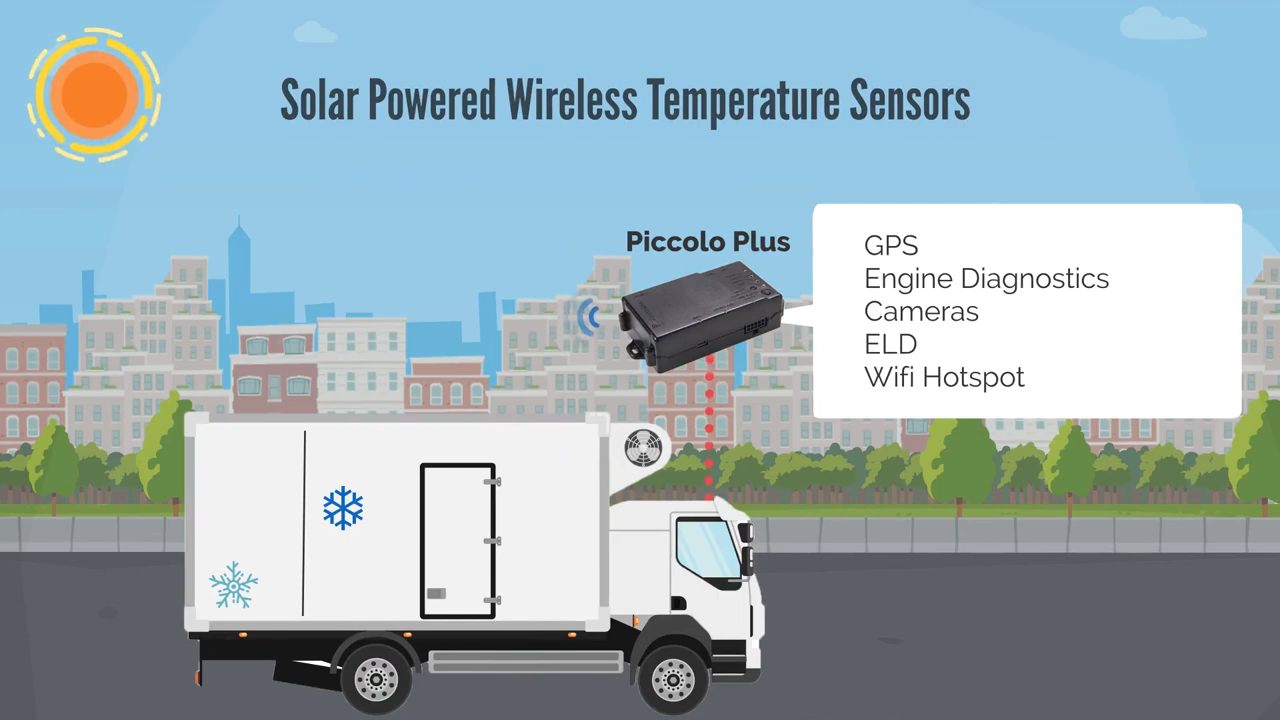 Solar Powered Wireless Temperature Sensors
Piccolo Plus
GPS
Engine Diagnostics
Cameras
ELD
Wifi Hotspot